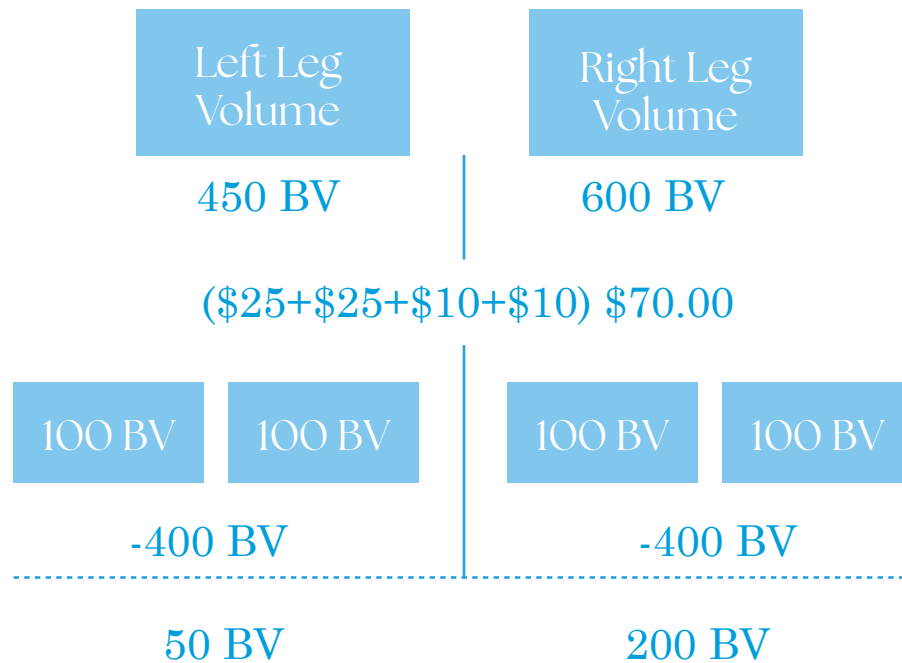 Left Leg
Volume
Right Leg
Volume
450 BV
600 BV
($25+$25+$10+$10) $70.00
100 BV
100 BV
100 BV
100 BV
-400 BV
-400 BV
50 BV
200 BV